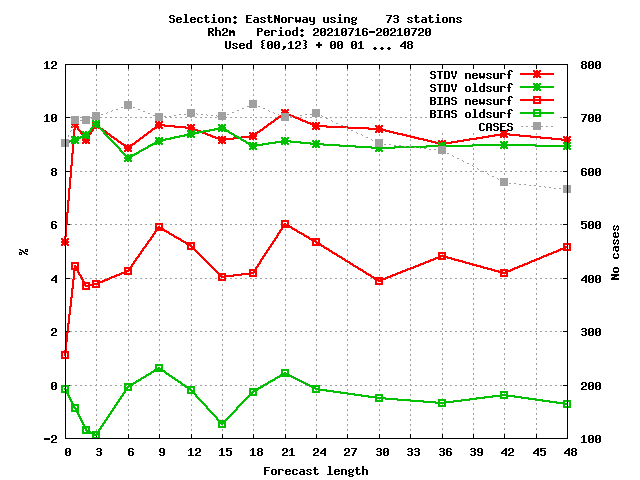 Selection: EastNorway using    73 stations
Rh2m   Period: 20210716-20210720
Used {00,12} + 00 01 ... 48
12 800
STDV newsurf
STDV oldsurf
BIAS newsurf
BIAS oldsurf
CASES
10 700
8 600
6 500
4 400
2 300
0 200
-2 100
%
No cases
0 3 6 9 12 15 18 21 24 27 30 33 36 39 42 45 48
Forecast length